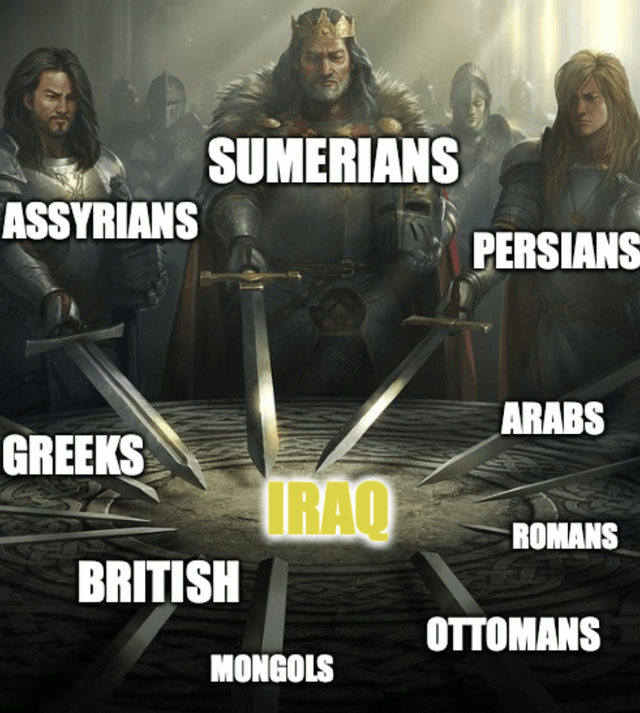 SUMERIANS
ASSYRIANS
PERSIANS
ARABS
GREEKS
IRAQ
ROMANS
BRITISH
OTTOMANS
MONGOLS